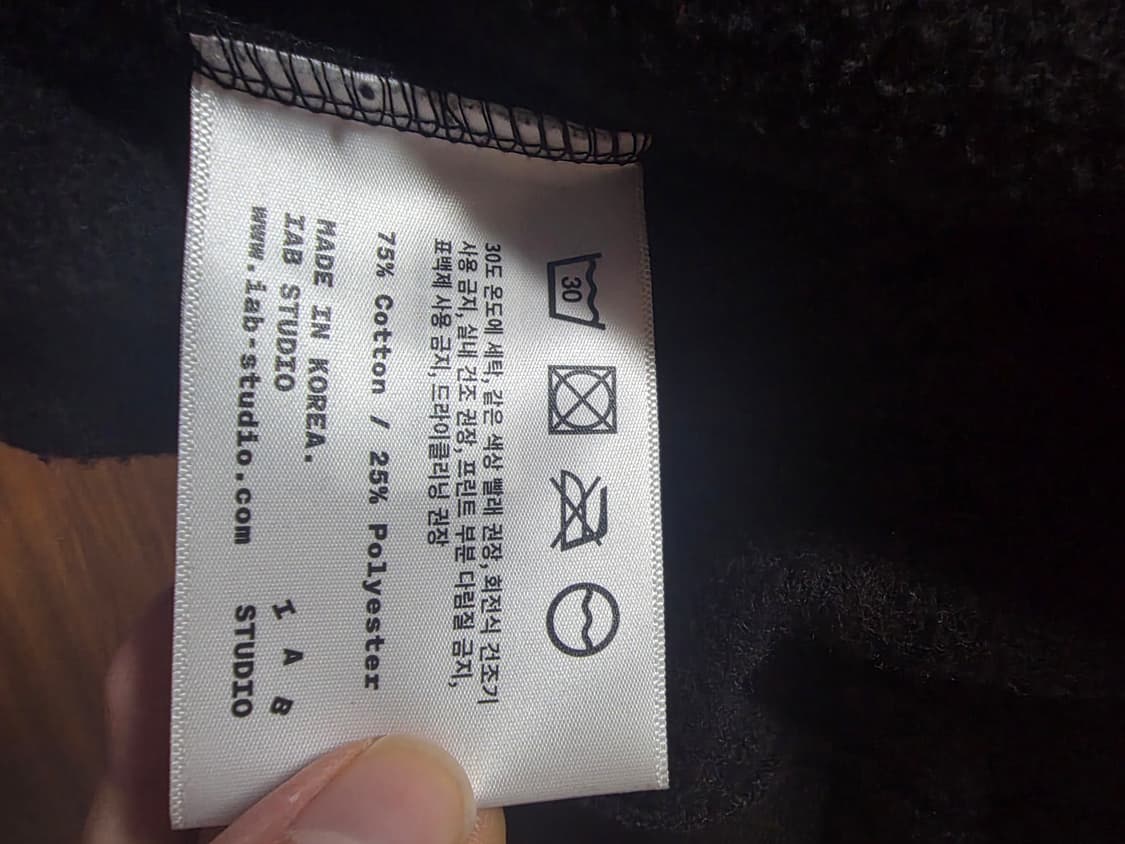 30
30도 온도에 세탁, 같은 색상 빨래 권장, 회전식 건조기
사용 금지, 실내 건조 권장, 프린트 부분 다림질 금지,
표백제 사용 금지, 드라이클리닝 권장
75% Cotton / 25% Polyester
MADE IN KOREA.
IAB STUDIO
www.iab-studio.com
I A B
STUDIO